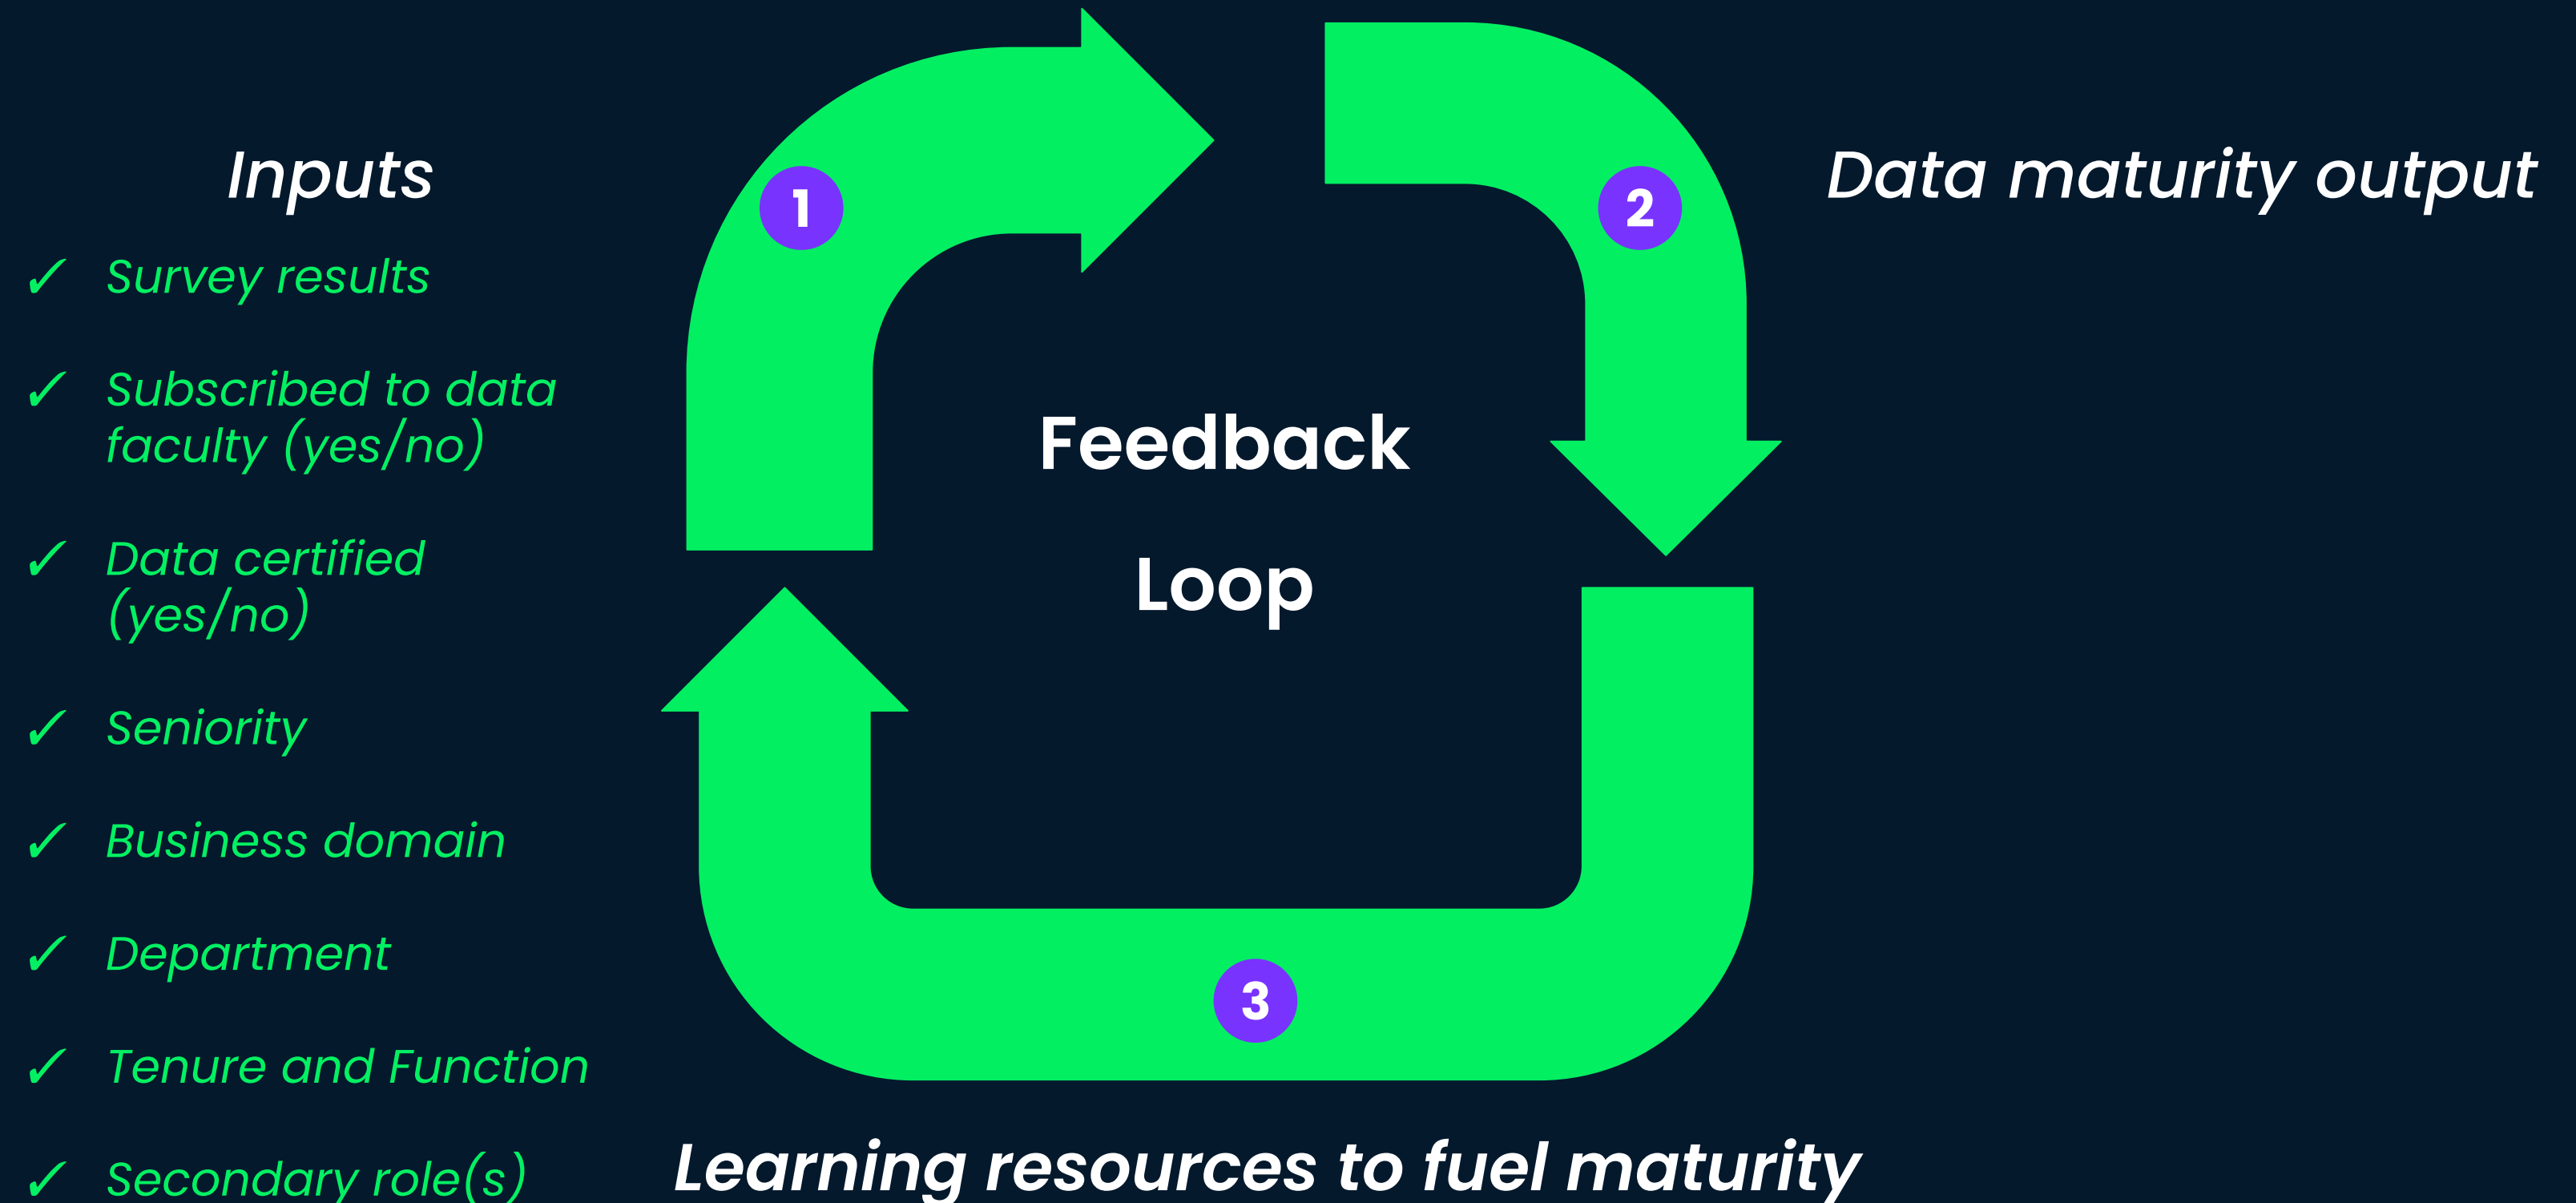 Inputs
✓ Survey results
✓ Subscribed to data
faculty (yes/no)
✓ Data certified
(yes/no)
✓ Seniority
✓ Business domain
✓ Department
✓ Tenure and Function
✓ Secondary role(s)
1
2
Feedback
Loop
3
Data maturity output
Learning resources to fuel maturity